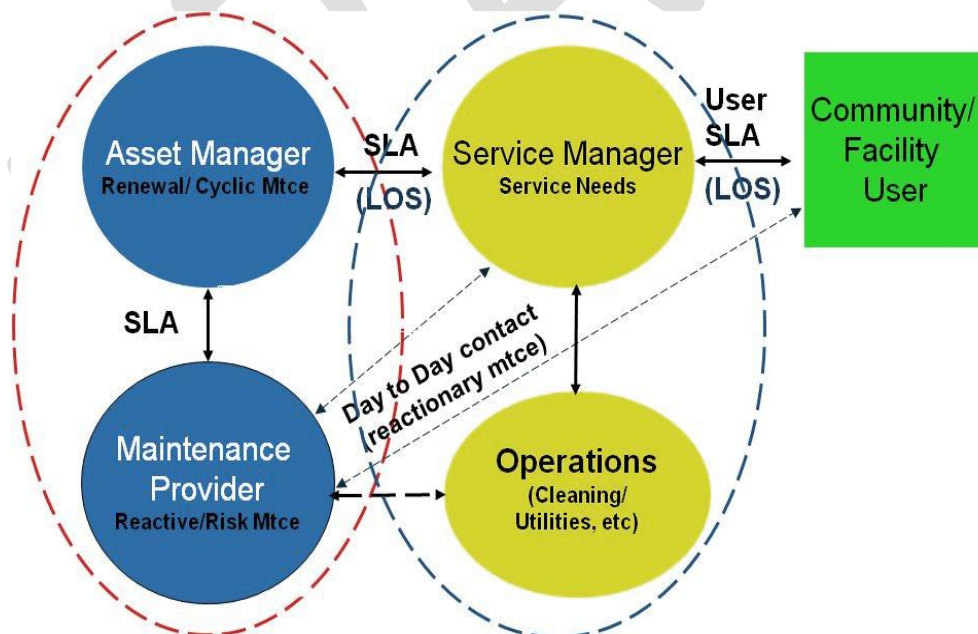 Asset Manager
Renewal/ Cyclic Mtce
SLA
(LOS)
Service Manager
Service Needs
User
SLA
(LOS)
Community/
Facility
User
SLA
Day to Day contact
(reactionary mtce)
Maintenance
Provider
Reactive/Risk Mtce
Operations
(Cleaning/
Utilities, etc)